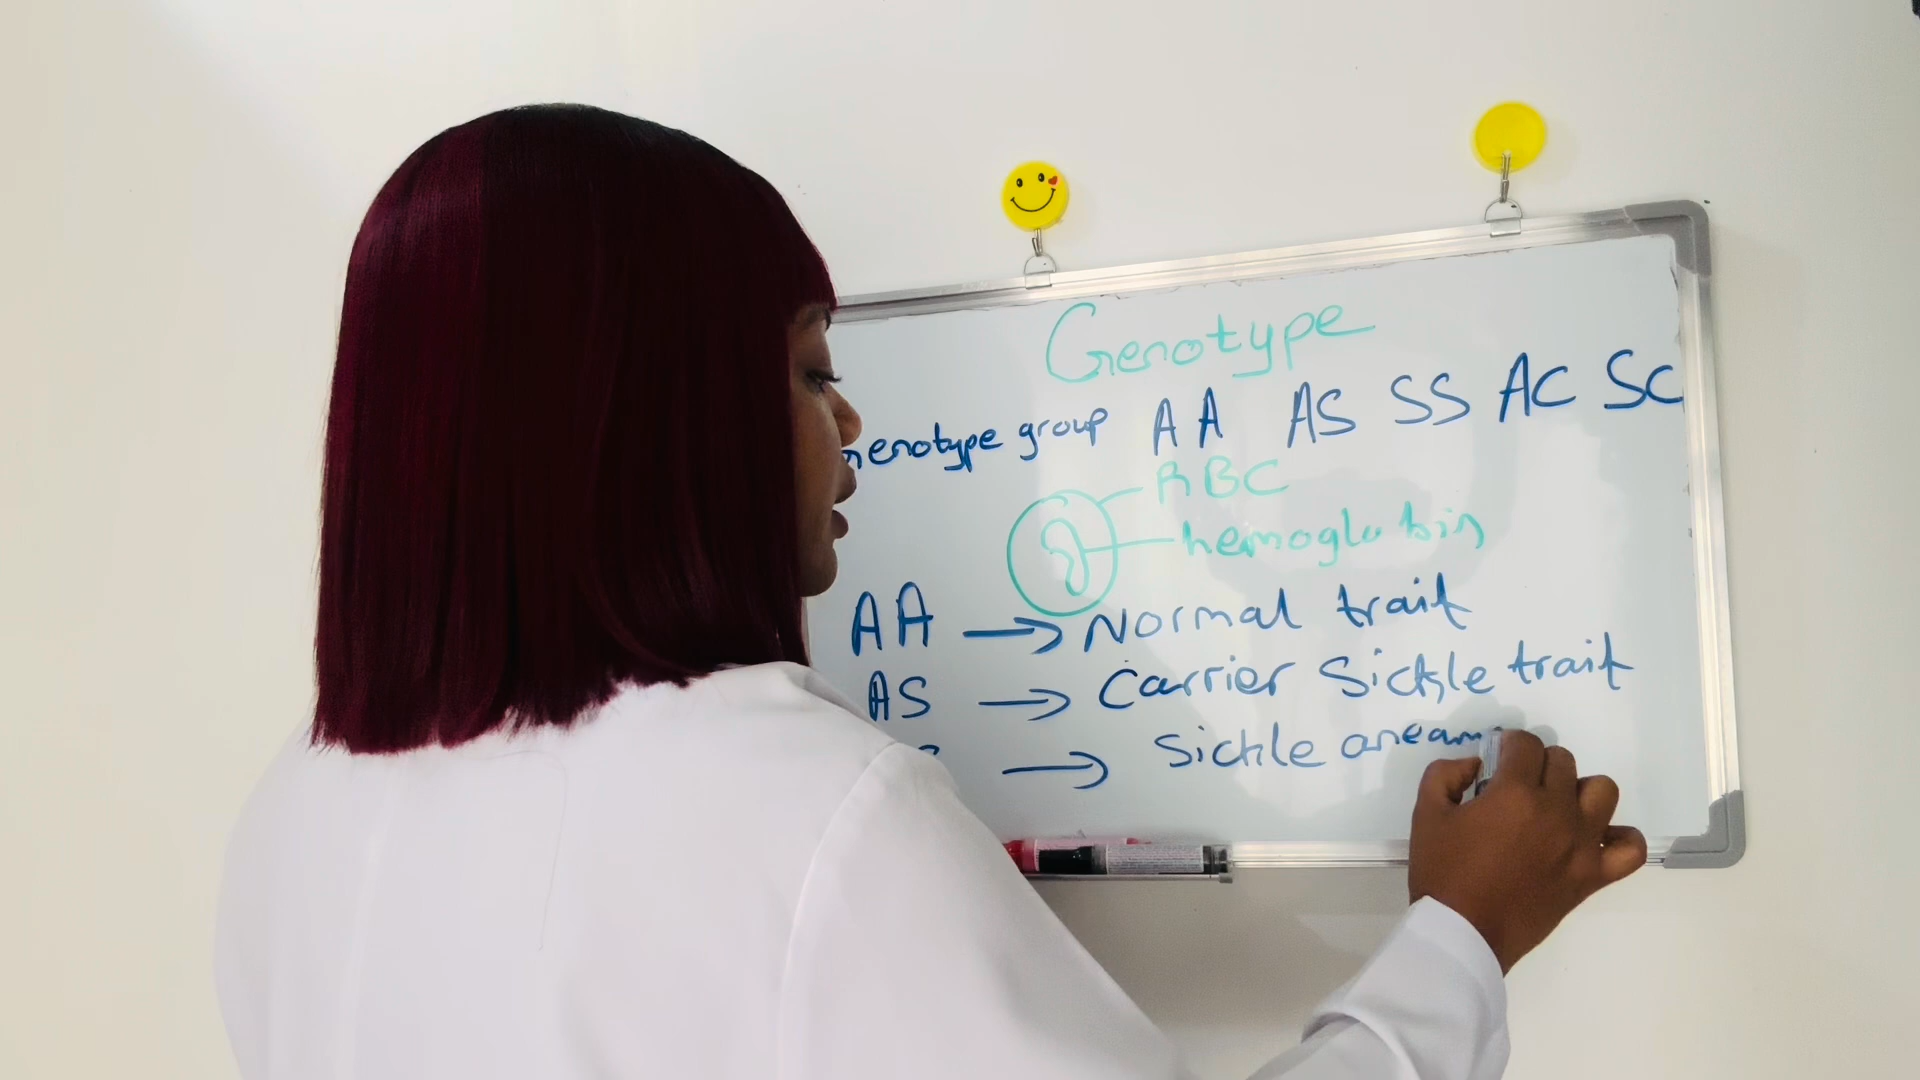 Genotype
enotype group AA AS SS AC SC
RBC
hemoglobin
AA → Normal trait
AS → Carrier Sickle trait
→ Sickle aneam